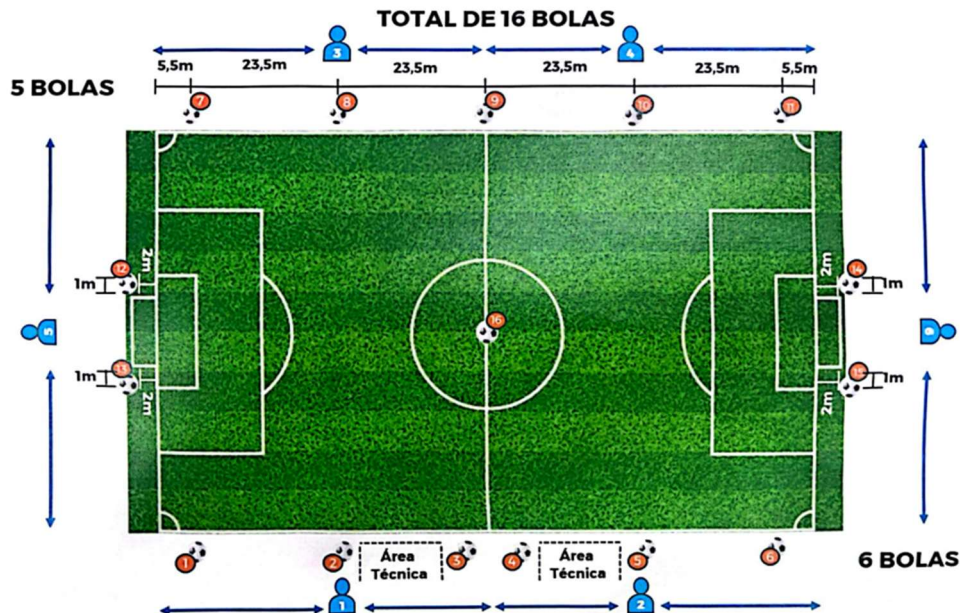 TOTAL DE 16 BOLAS
3
4
5,5m 23,5m 23,5m 23,5m 23,5m 5,5m
5 BOLAS
7 8 9 10 11
12 2m 2m 14
1m 1m
5 16 6
13 15
1m 1m
2m 2m
1 2 3 4 5 6
Área Técnica
Área Técnica
6 BOLAS
1 2